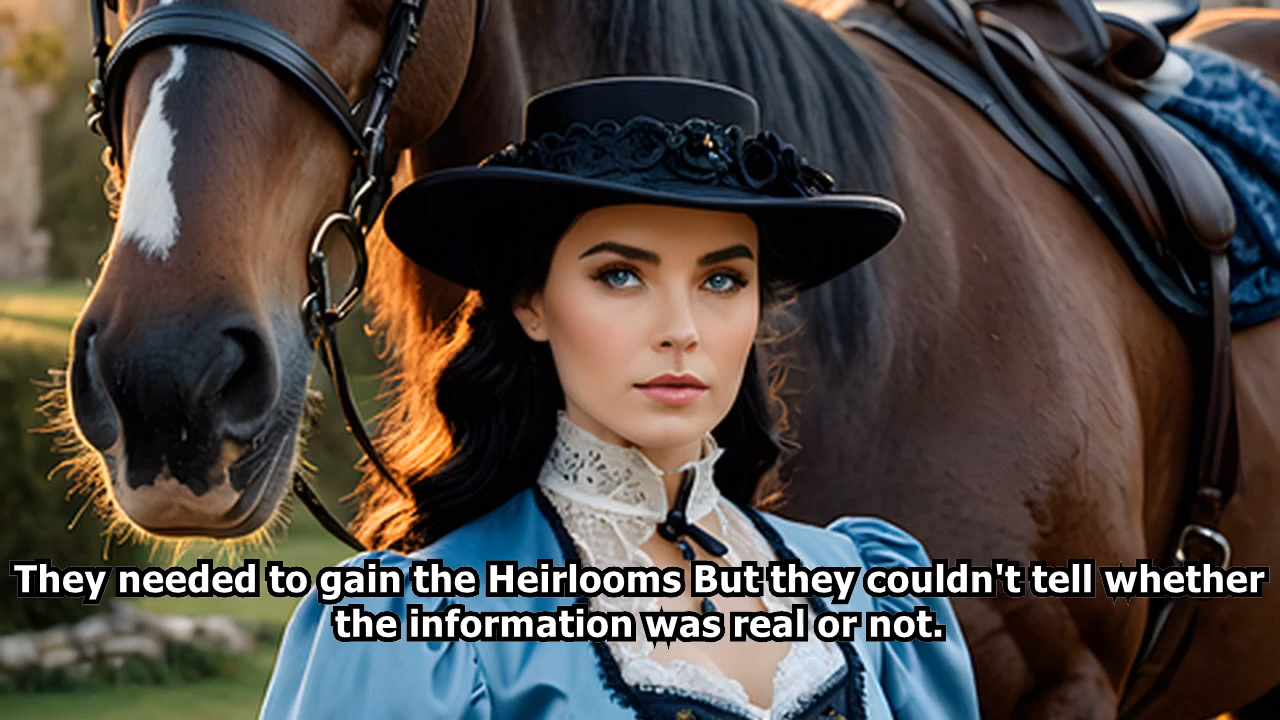 They needed to gain the Heirlooms But they couldn't tell whether
the information was real or not.